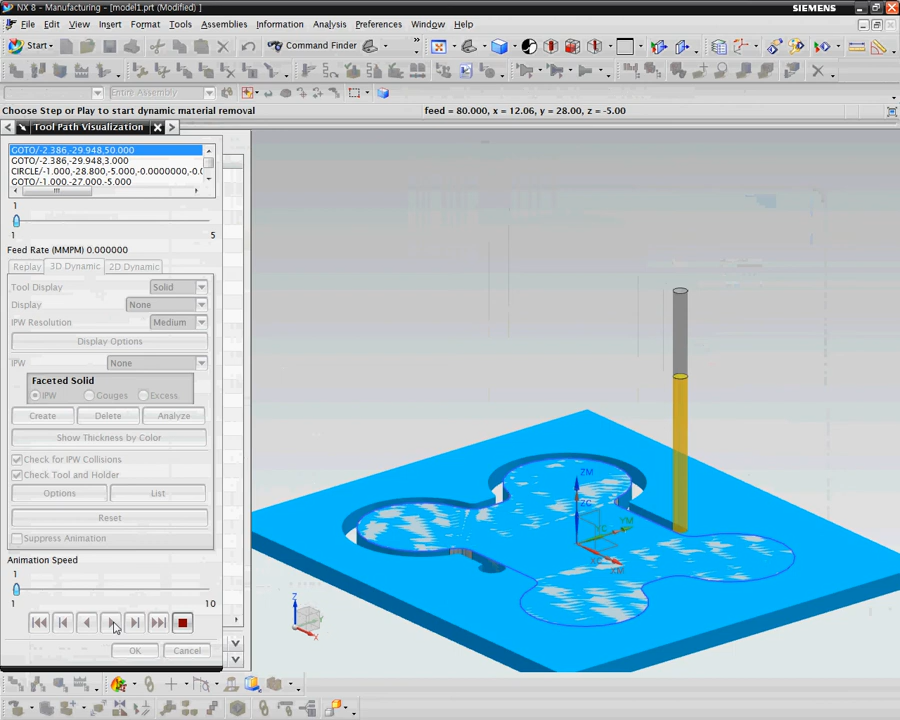 NX 8 - Manufacturing - [model1.prt (Modified) ]
SIEMENS
File Edit View Insert Format Tools Assemblies Information Analysis Preferences Window Help
Start
Command Finder
Entire Assembly
Choose Step or Play to start dynamic material removal
feed = 80.000, x = 12.06, y = 28.00, z = -5.00
Tool Path Visualization
GOTO/-2.386,-29.948,50.000
GOTO/-2.386,-29.948,3.000
CIRCLE/-1.000,-28.800,-5.000,-0.0000000,-0.0
GOTO/-1.000,-27.000,-5.000
1
1 5
Feed Rate (MMPM) 0.000000
Replay 3D Dynamic 2D Dynamic
Tool Display Solid
Display None
IPW Resolution Medium
Display Options
IPW None
Faceted Solid
IPW Gouges Excess
Create Delete Analyze
Show Thickness by Color
Check for IPW Collisions
Check Tool and Holder
Options List
Reset
Suppress Animation
Animation Speed
1
1 10
OK Cancel
ZM
ZC
YM
YC
XC
XM
Z
X